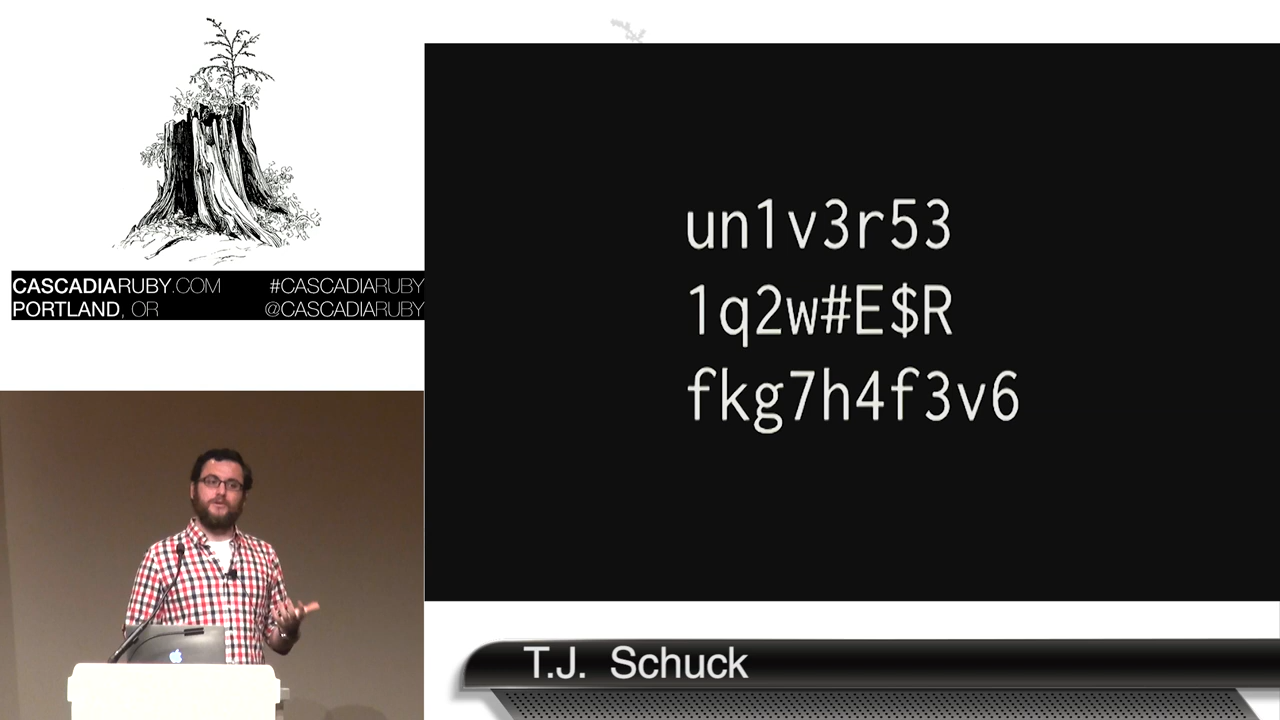 CASCADIARUBY.COM #CASCADIARUBY
PORTLAND, OR @CASCADIARUBY
un1v3r53
1q2w#E$R
fkg7h4f3v6
T.J. Schuck